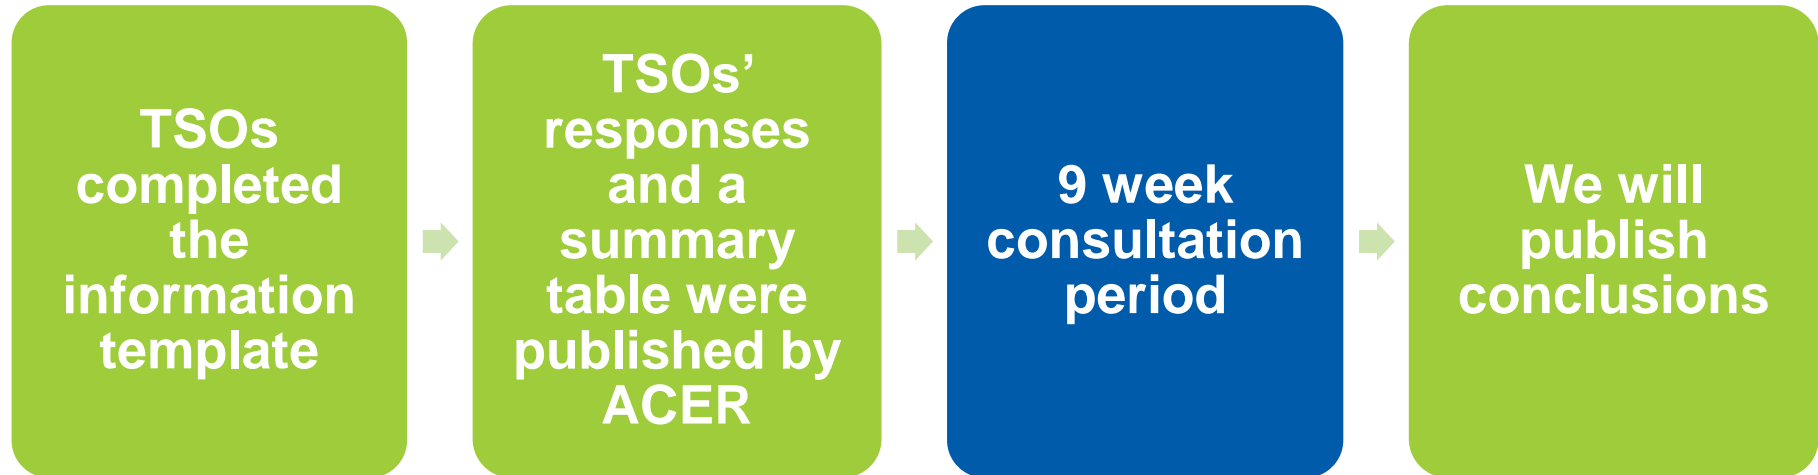 TSOs
completed
the
information
template
TSOs’
responses
and a
summary
table were
published by
ACER
9 week
consultation
period
We will
publish
conclusions